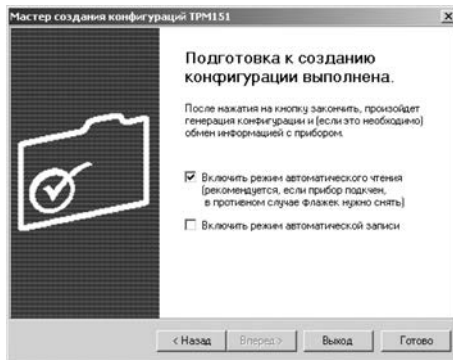 Мастер создания конфигураций ТРМ151
Подготовка к созданию
конфигурации выполнена.
После нажатия на кнопку закончить, произойдет
генерация конфигурации и (если это необходимо)
обмен информацией с прибором.
Включить режим автоматического чтения
(рекомендуется, если прибор подкчен,
в противном случае флажек нужно снять)
Включить режим автоматической записи
< Назад Вперед > Выход Готово